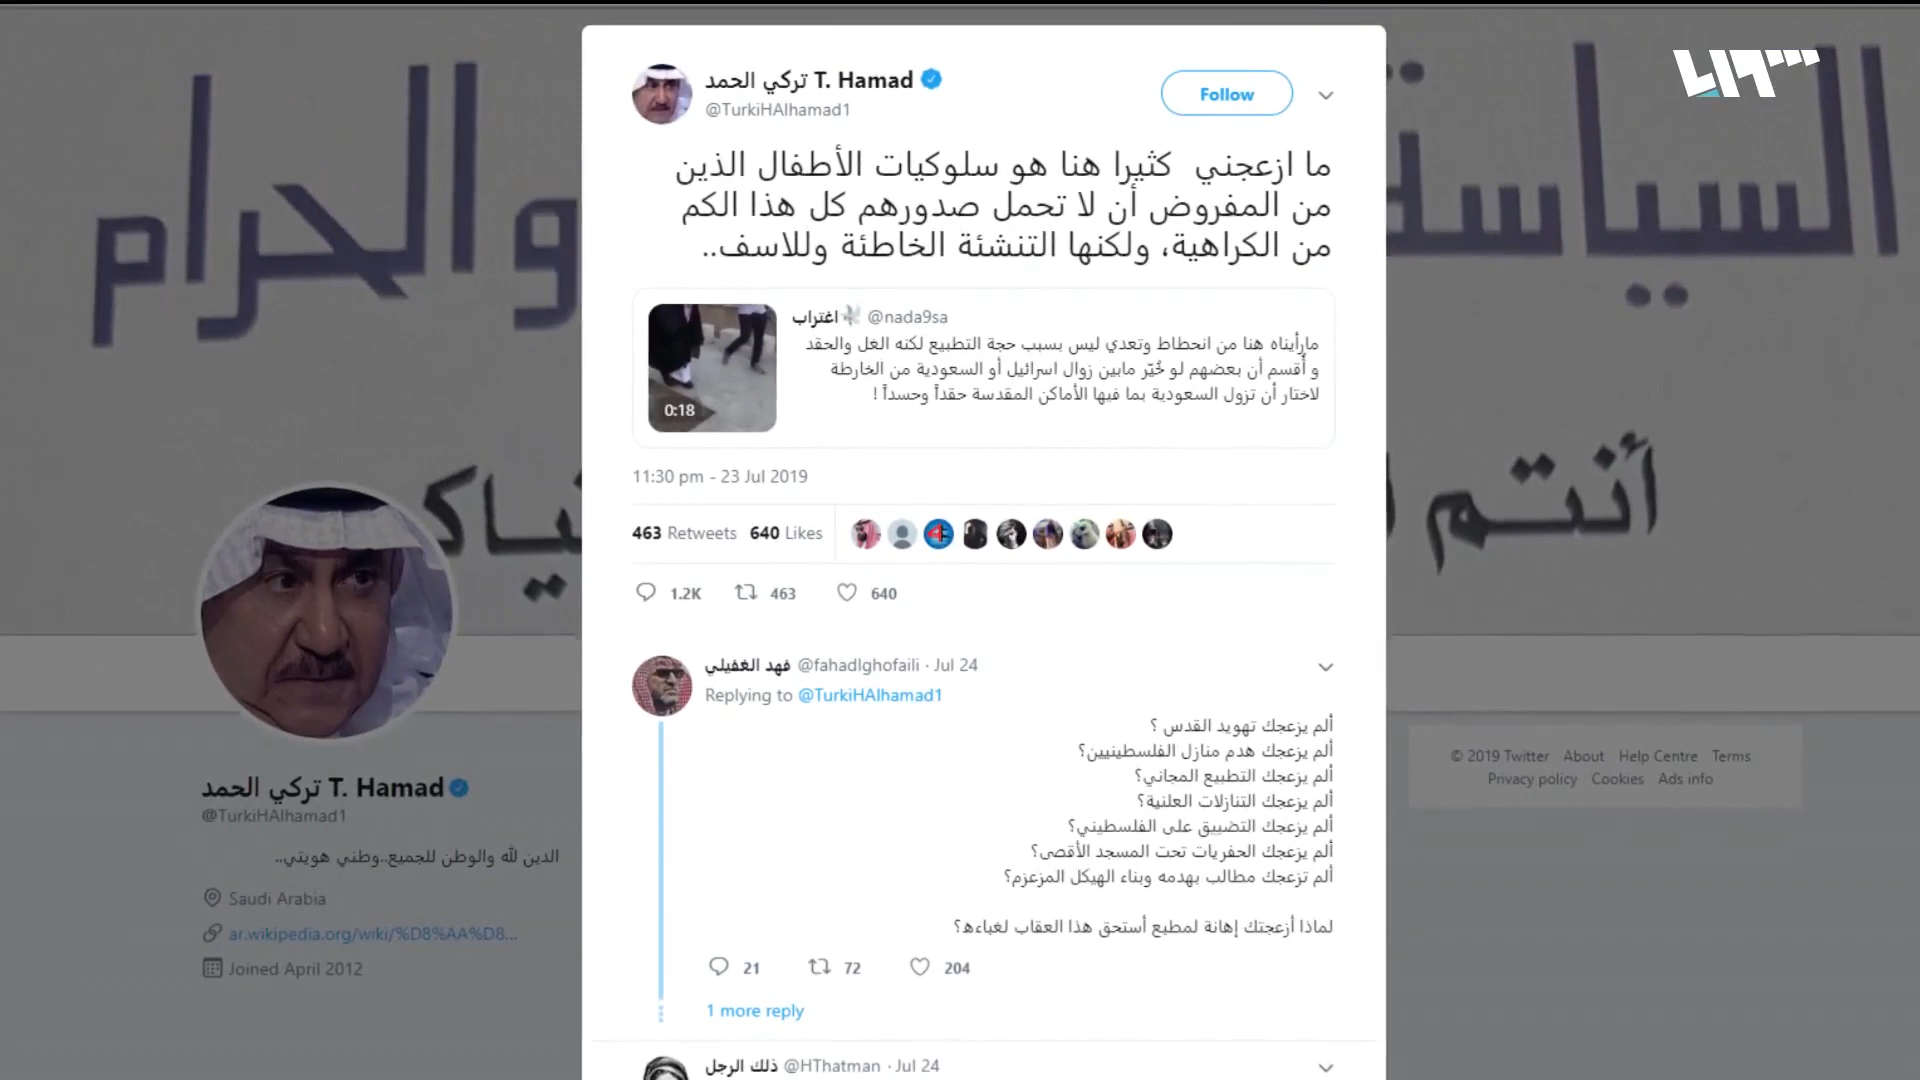 السياسة
والحرام
أنتم
تركي الحمد T. Hamad
@TurkiHAlhamad1
Follow
ما ازعجني كثيرا هنا هو سلوكيات الأطفال الذين
من المفروض أن لا تحمل صدورهم كل هذا الكم
من الكراهية، ولكنها التنشئة الخاطئة وللاسف..
اغتراب @nada9sa
مارأيناه هنا من انحطاط وتعدي ليس بسبب حجة التطبيع لكنه الغل والحقد
و أقسم أن بعضهم لو خُيّر مابين زوال اسرائيل أو السعودية من الخارطة
لاختار أن تزول السعودية بما فيها الأماكن المقدسة حقداً وحسداً !
0:18
11:30 pm - 23 Jul 2019
463 Retweets 640 Likes
1.2K 463 640
فهد الغفيلي @fahadlghofaili · Jul 24
Replying to @TurkiHAlhamad1
ألم يزعجك تهويد القدس ؟
ألم يزعجك هدم منازل الفلسطينيين؟
ألم يزعجك التطبيع المجاني؟
ألم يزعجك التنازلات العلنية؟
ألم يزعجك التضييق على الفلسطيني؟
ألم يزعجك الحفريات تحت المسجد الأقصى؟
ألم تزعجك مطالب بهدمه وبناء الهيكل المزعزم؟
لماذا أزعجتك إهانة لمطبع أستحق هذا العقاب لغباءه؟
21 72 204
1 more reply
ذلك الرجل @HThatman · Jul 24
تركي الحمد T. Hamad
@TurkiHAlhamad1
الدين لله والوطن للجميع..وطني هويتي..
Saudi Arabia
ar.wikipedia.org/wiki/%D8%AA%D8...
Joined April 2012
© 2019 Twitter About Help Centre Terms
Privacy policy Cookies Ads info